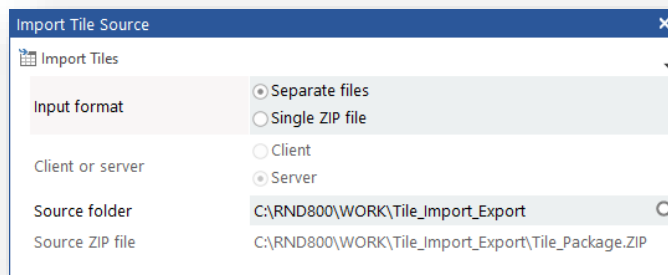 Import Tile Source
Import Tiles
Input format
Separate files
Single ZIP file
Client or server
Client
Server
Source folder C:\RND800\WORK\Tile_Import_Export
Source ZIP file C:\RND800\WORK\Tile_Import_Export\Tile_Package.ZIP